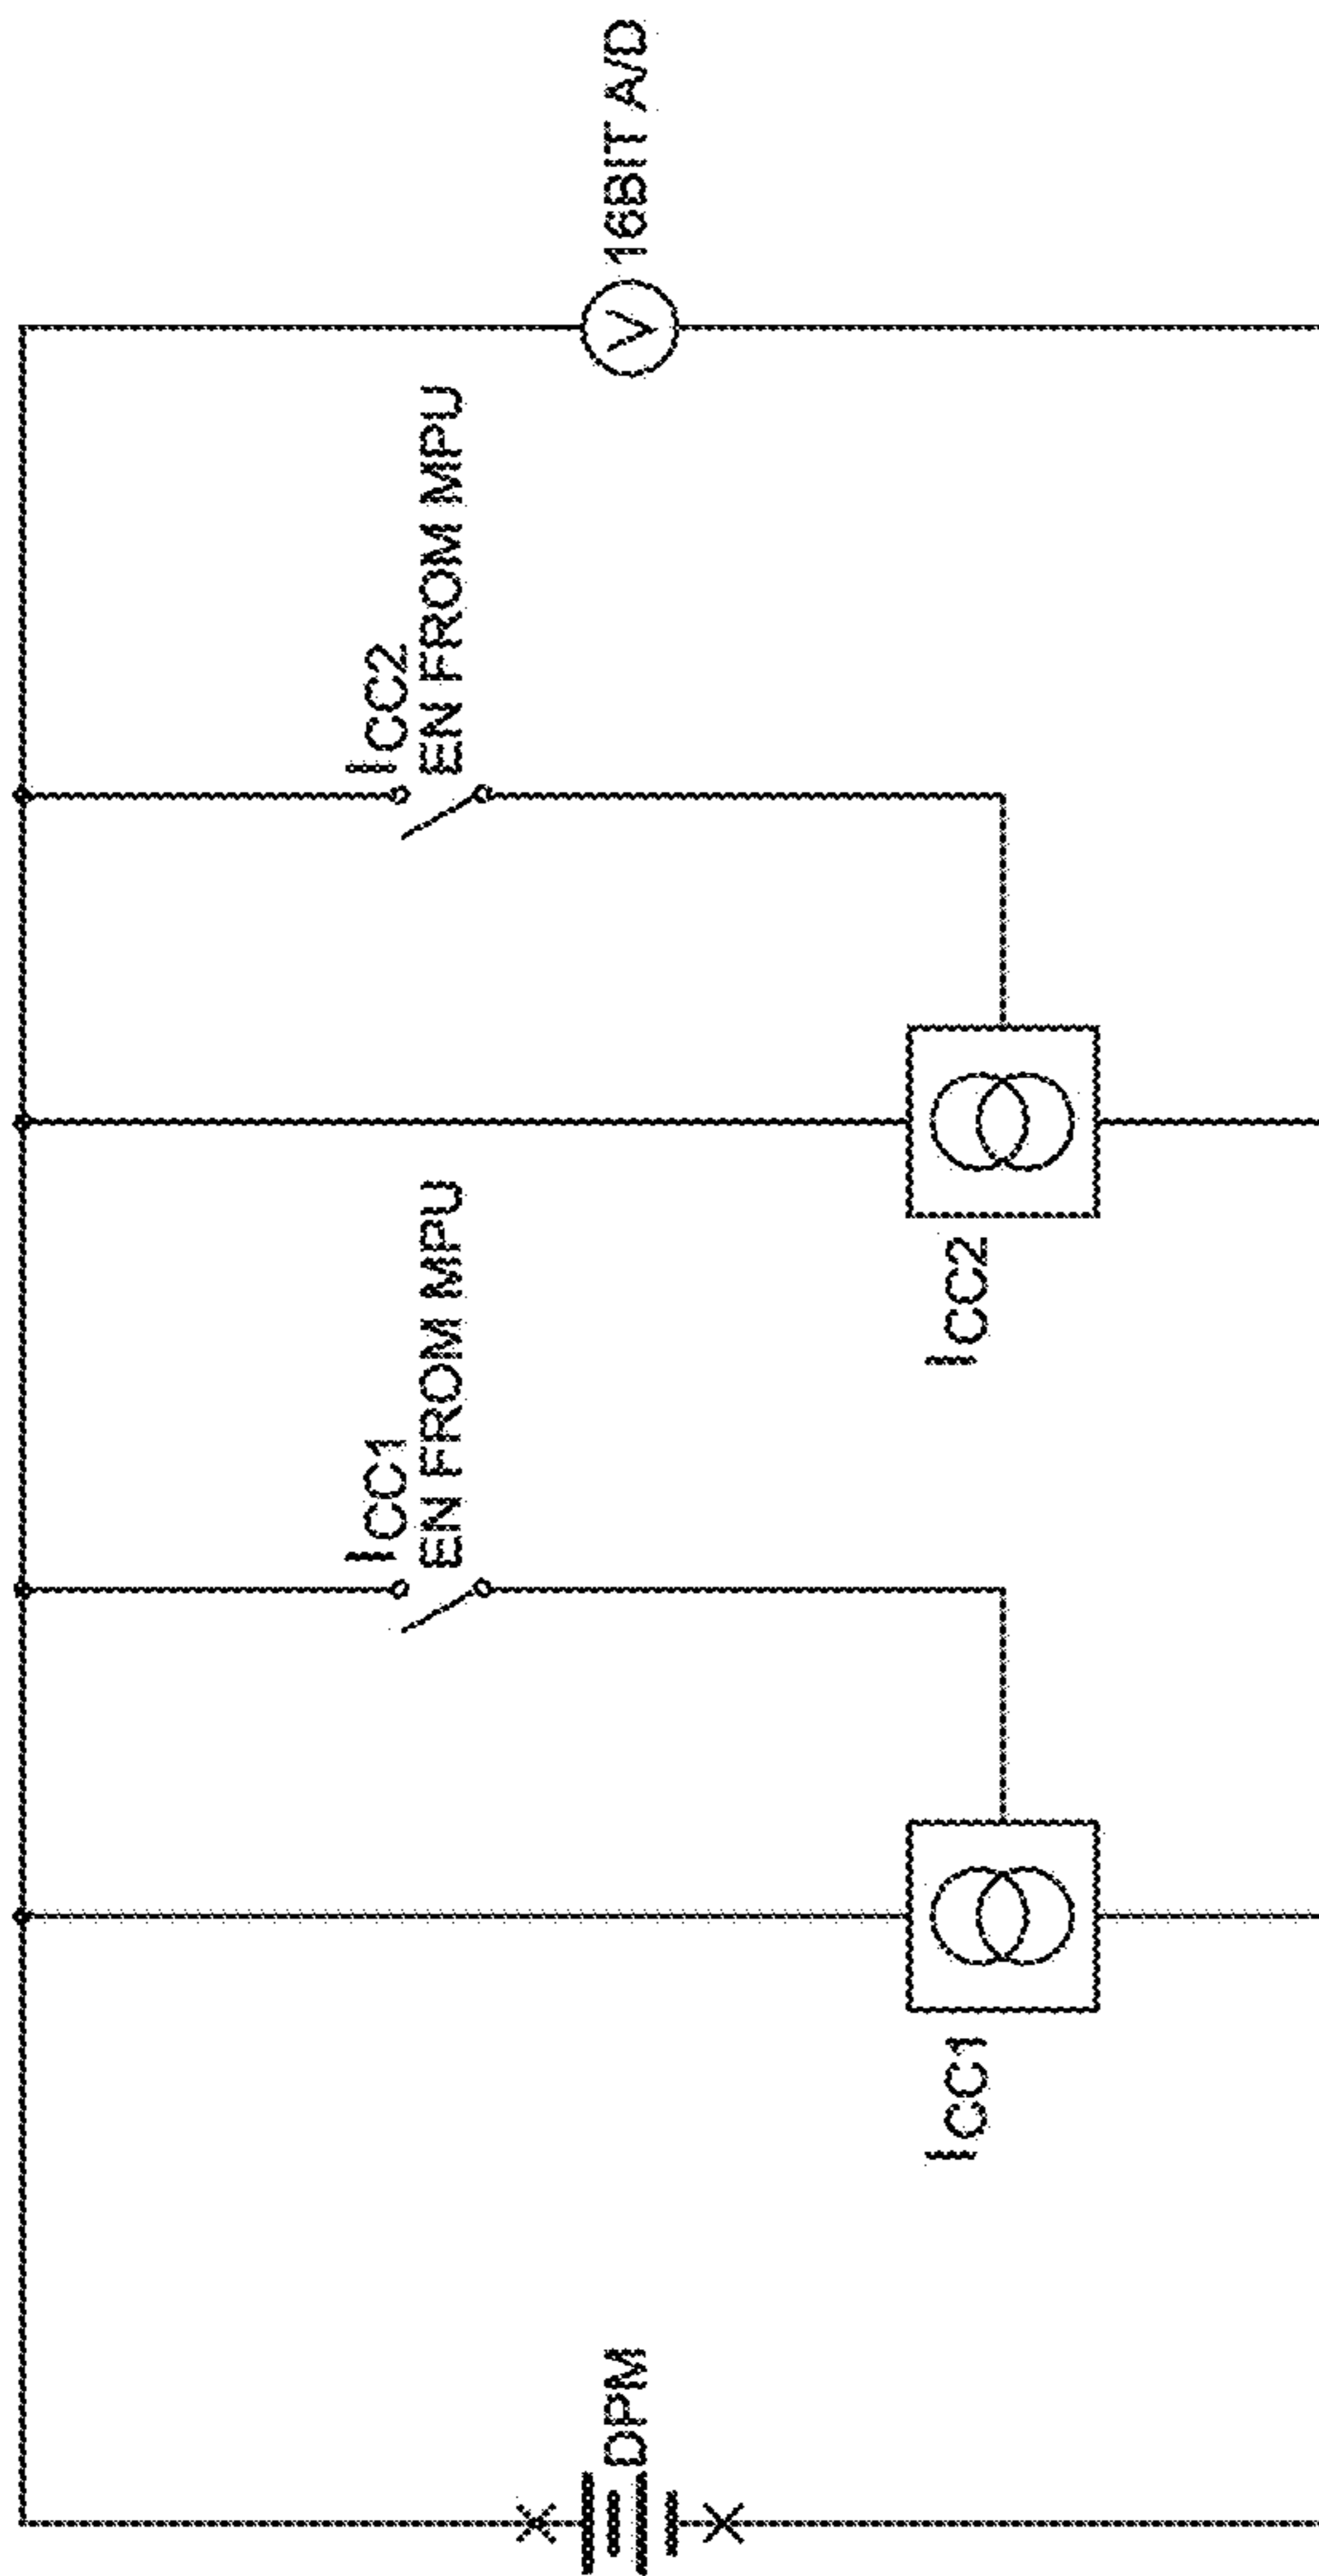 DPM
ICC1
ICC1
EN FROM MPU
ICC2
ICC2
EN FROM MPU
16BIT A/D
V